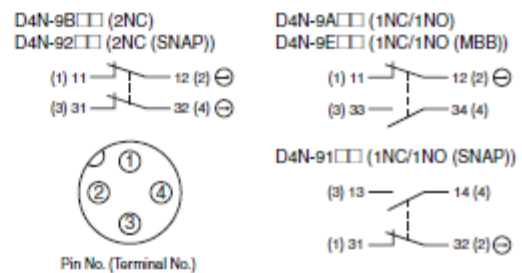 D4N-9B□□ (2NC)
D4N-92□□ (2NC (SNAP))
(1) 11 12 (2)
(3) 31 32 (4)
1
2 4
3
Pin No. (Terminal No.)
D4N-9A□□ (1NC/1NO)
D4N-9E□□ (1NC/1NO (MBB))
(1) 11 12 (2)
(3) 33 34 (4)
D4N-91□□ (1NC/1NO (SNAP))
(3) 13 14 (4)
(1) 31 32 (2)